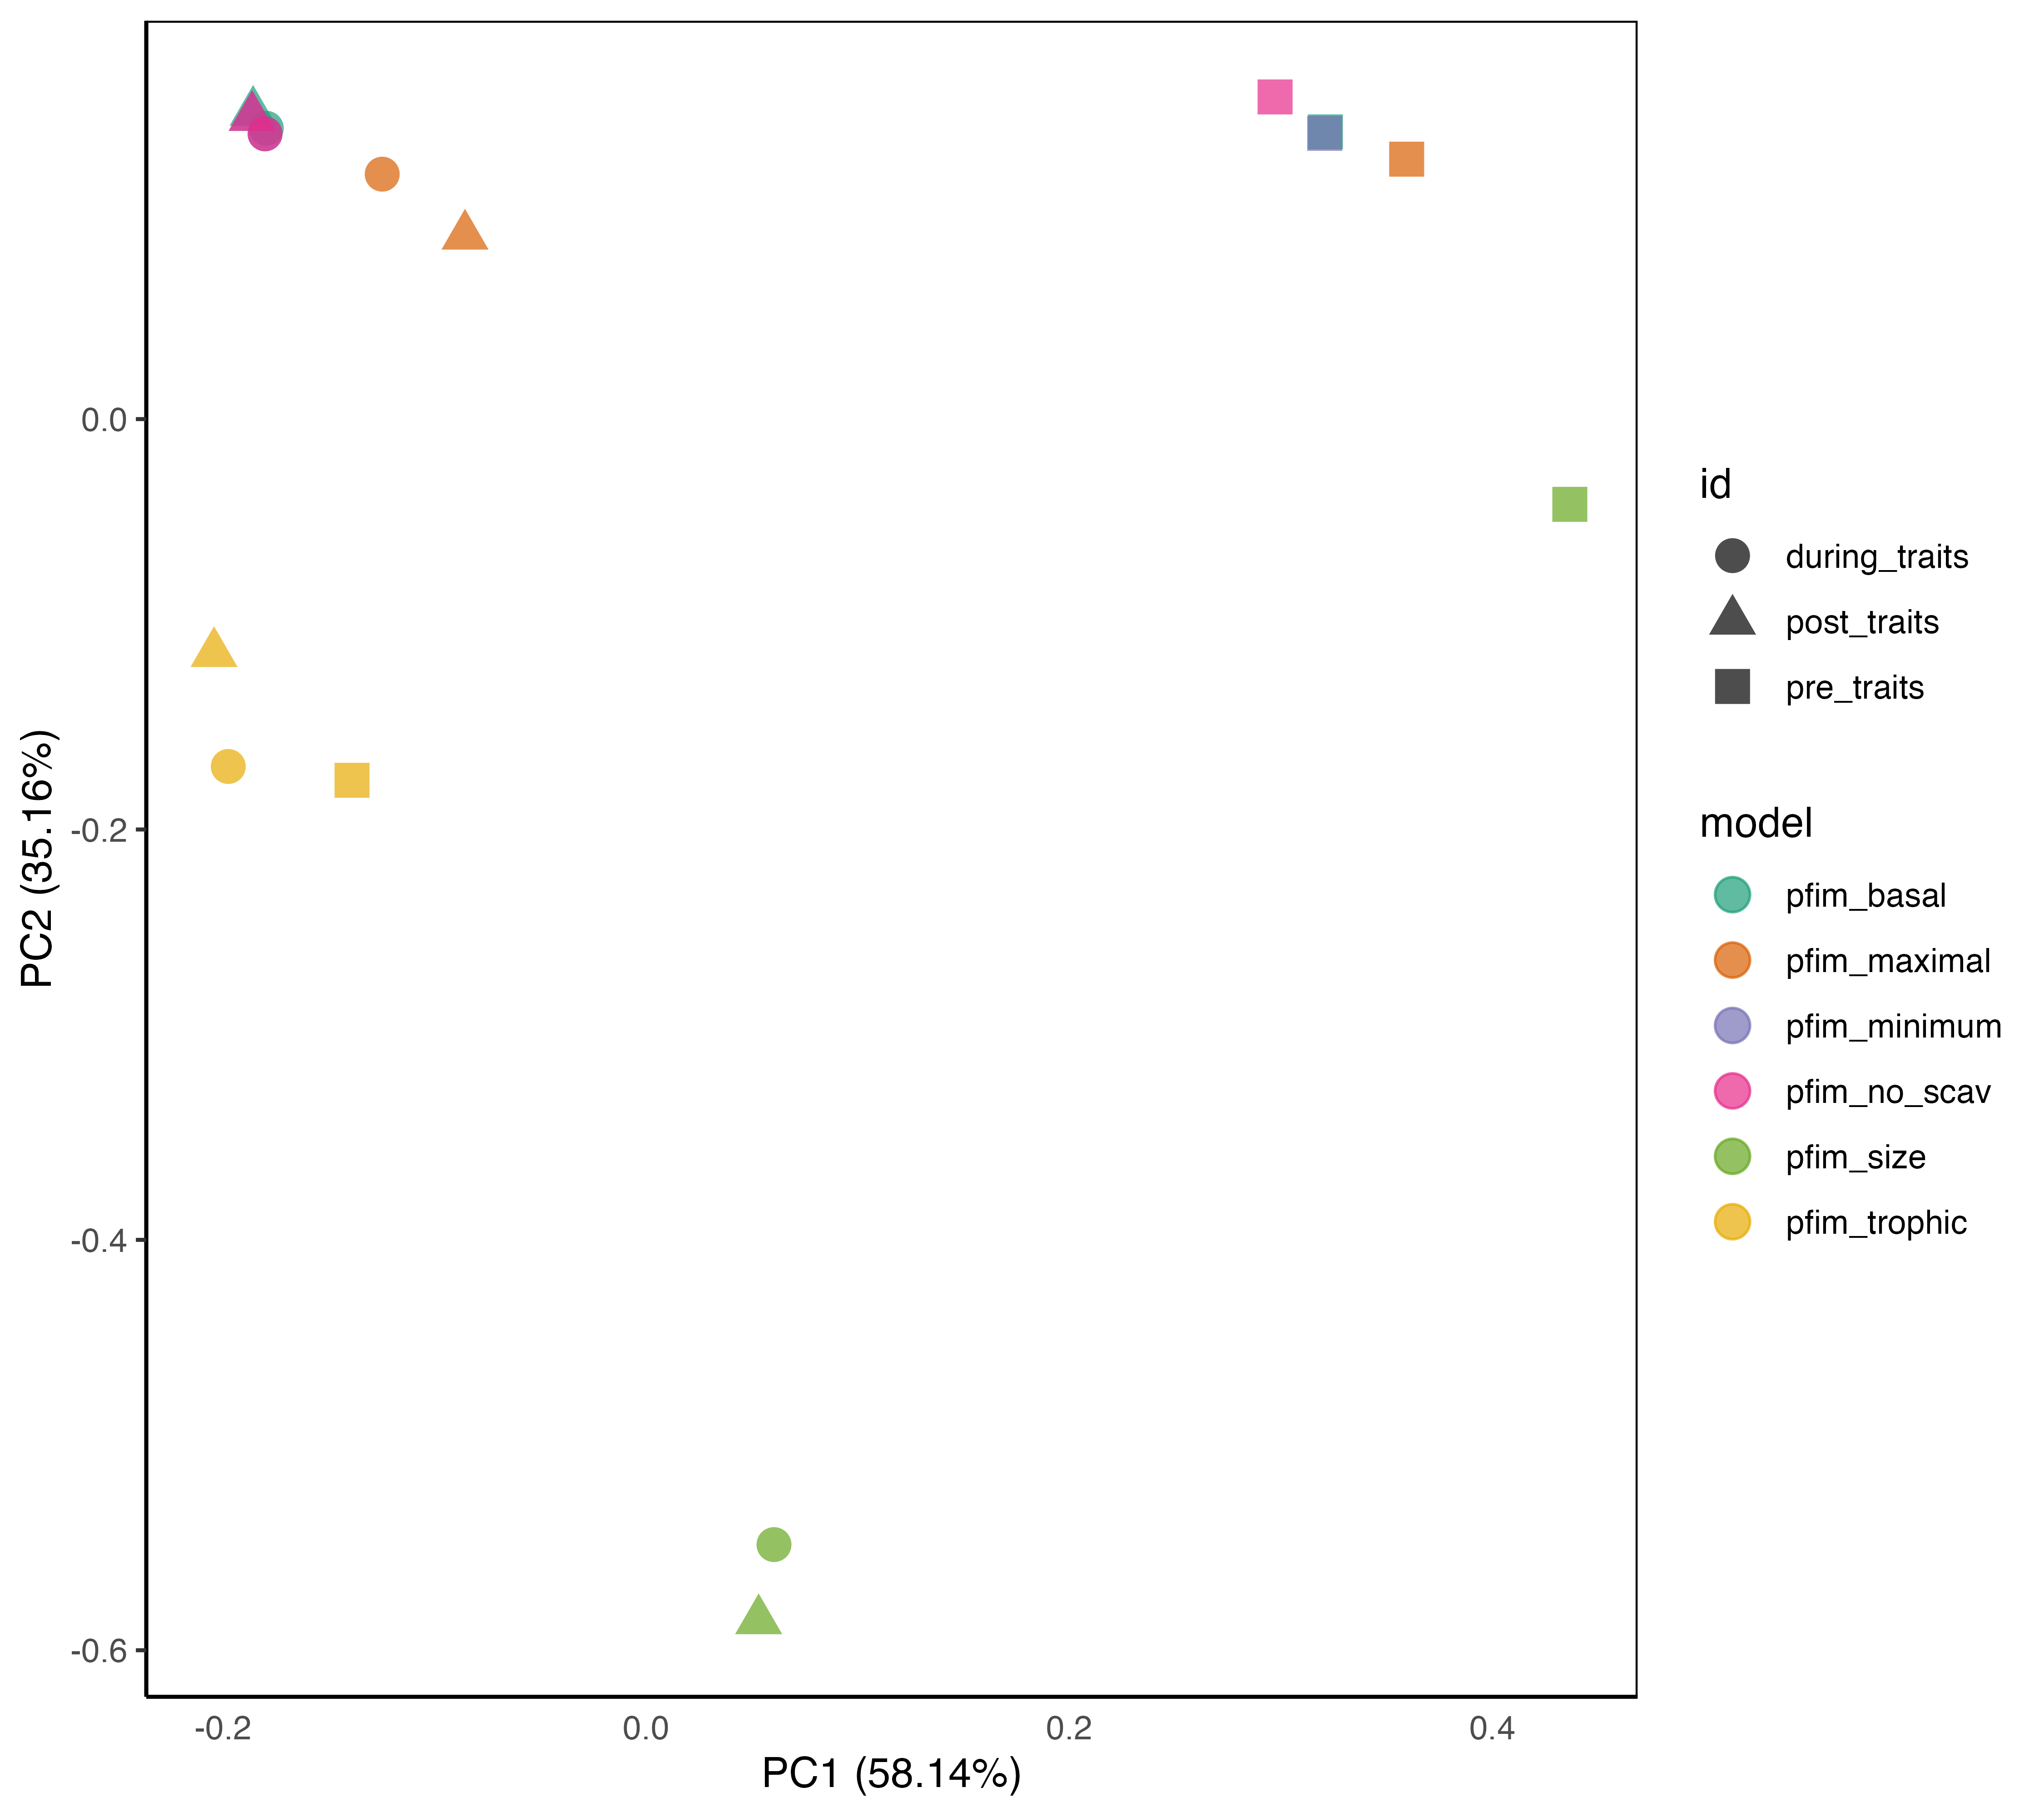 0.0
-0.2
-0.4
-0.6
PC2 (35.16%)
-0.2
0.0
0.2
0.4
PC1 (58.14%)
id
during_traits
post_traits
pre_traits
model
pfim_basal
pfim_maximal
pfim_minimum
pfim_no_scav
pfim_size
pfim_trophic